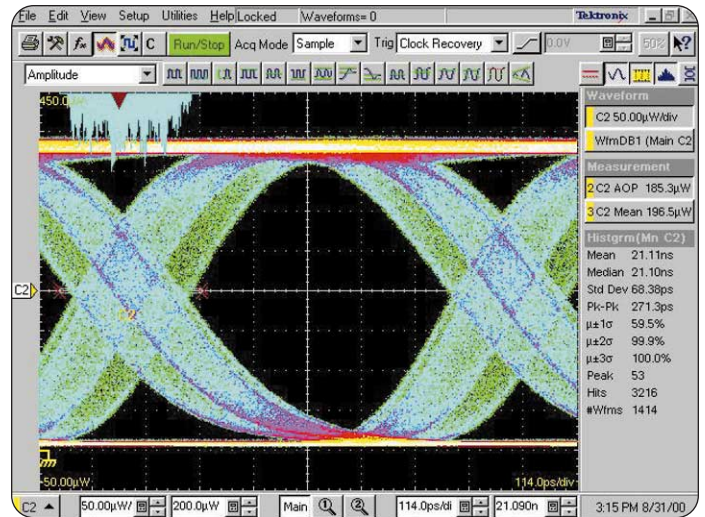 File Edit View Setup Utilities Help Locked Waveforms= 0 Tektronix
C Run/Stop Acq Mode Sample Trig Clock Recovery 0.0V 50%
Amplitude
450.0µW
Waveform
C2 50.00µW/div
WfmDB1 (Main C2
Measurement
2 C2 AOP 185.3µW
3 C2 Mean 196.5µW
Histgrm(Mn C2)
Mean 21.11ns
Median 21.10ns
Std Dev 68.38ps
Pk-Pk 271.3ps
µ±1σ 59.5%
µ±2σ 99.9%
µ±3σ 100.0%
Peak 53
Hits 3216
#Wfms 1414
C2
C2
-50.00µW 114.0ps/div
C2 50.00µW/ 200.0µW Main 114.0ps/di 21.090n 3:15 PM 8/31/00